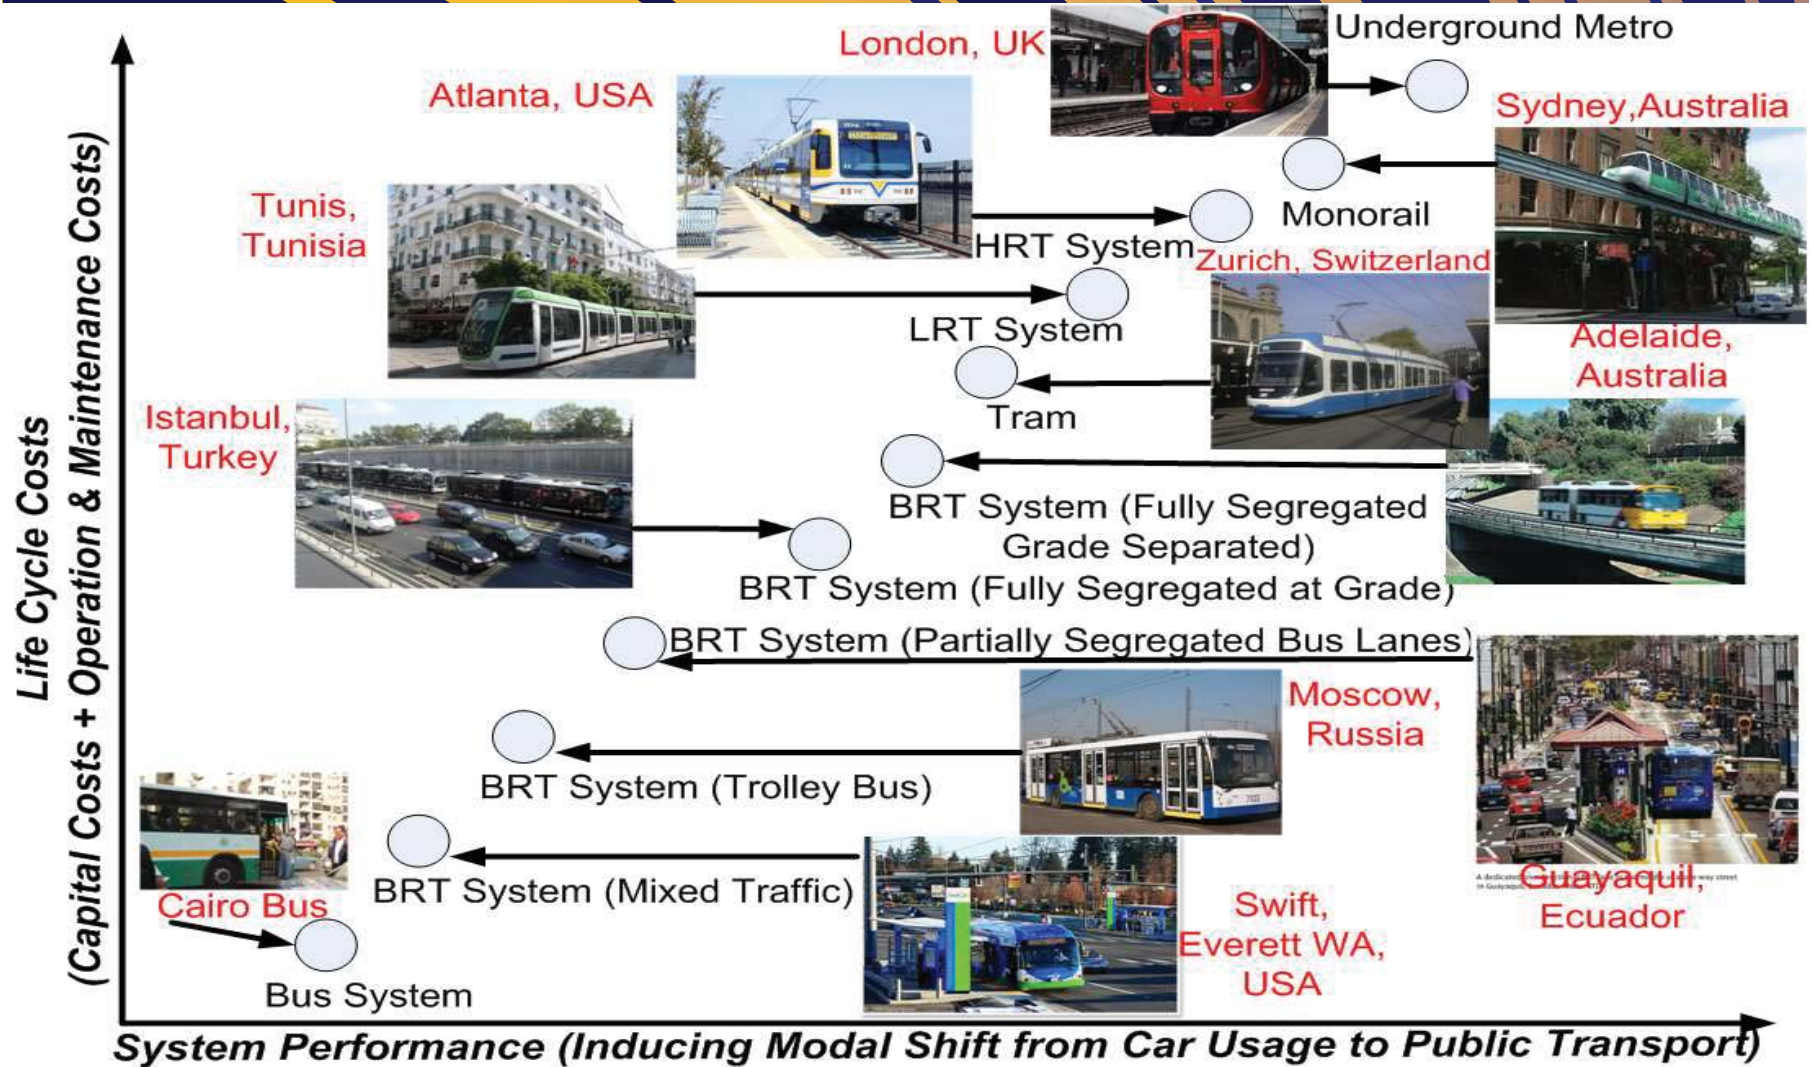 London, UK
Underground Metro
Atlanta, USA
Sydney,Australia
Tunis,
Tunisia
Monorail
HRT System
Zurich, Switzerland
LRT System
Adelaide,
Australia
Tram
Istanbul,
Turkey
BRT System (Fully Segregated
Grade Separated)
BRT System (Fully Segregated at Grade)
BRT System (Partially Segregated Bus Lanes)
Moscow,
Russia
BRT System (Trolley Bus)
BRT System (Mixed Traffic)
Cairo Bus
Guayaquil,
Ecuador
Swift,
Everett WA,
USA
Bus System
Life Cycle Costs
(Capital Costs + Operation & Maintenance Costs)
System Performance (Inducing Modal Shift from Car Usage to Public Transport)